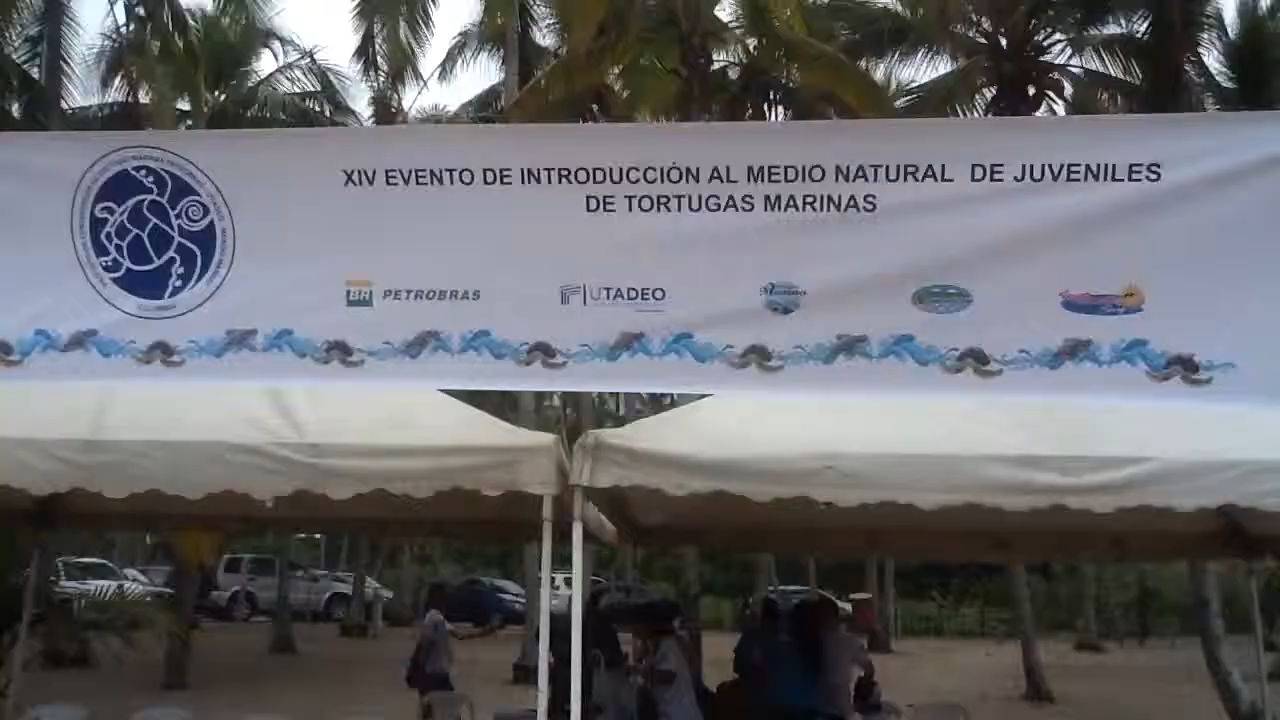 XIV EVENTO DE INTRODUCCIÓN AL MEDIO NATURAL DE JUVENILES
DE TORTUGAS MARINAS
BR PETROBRAS
UTADEO